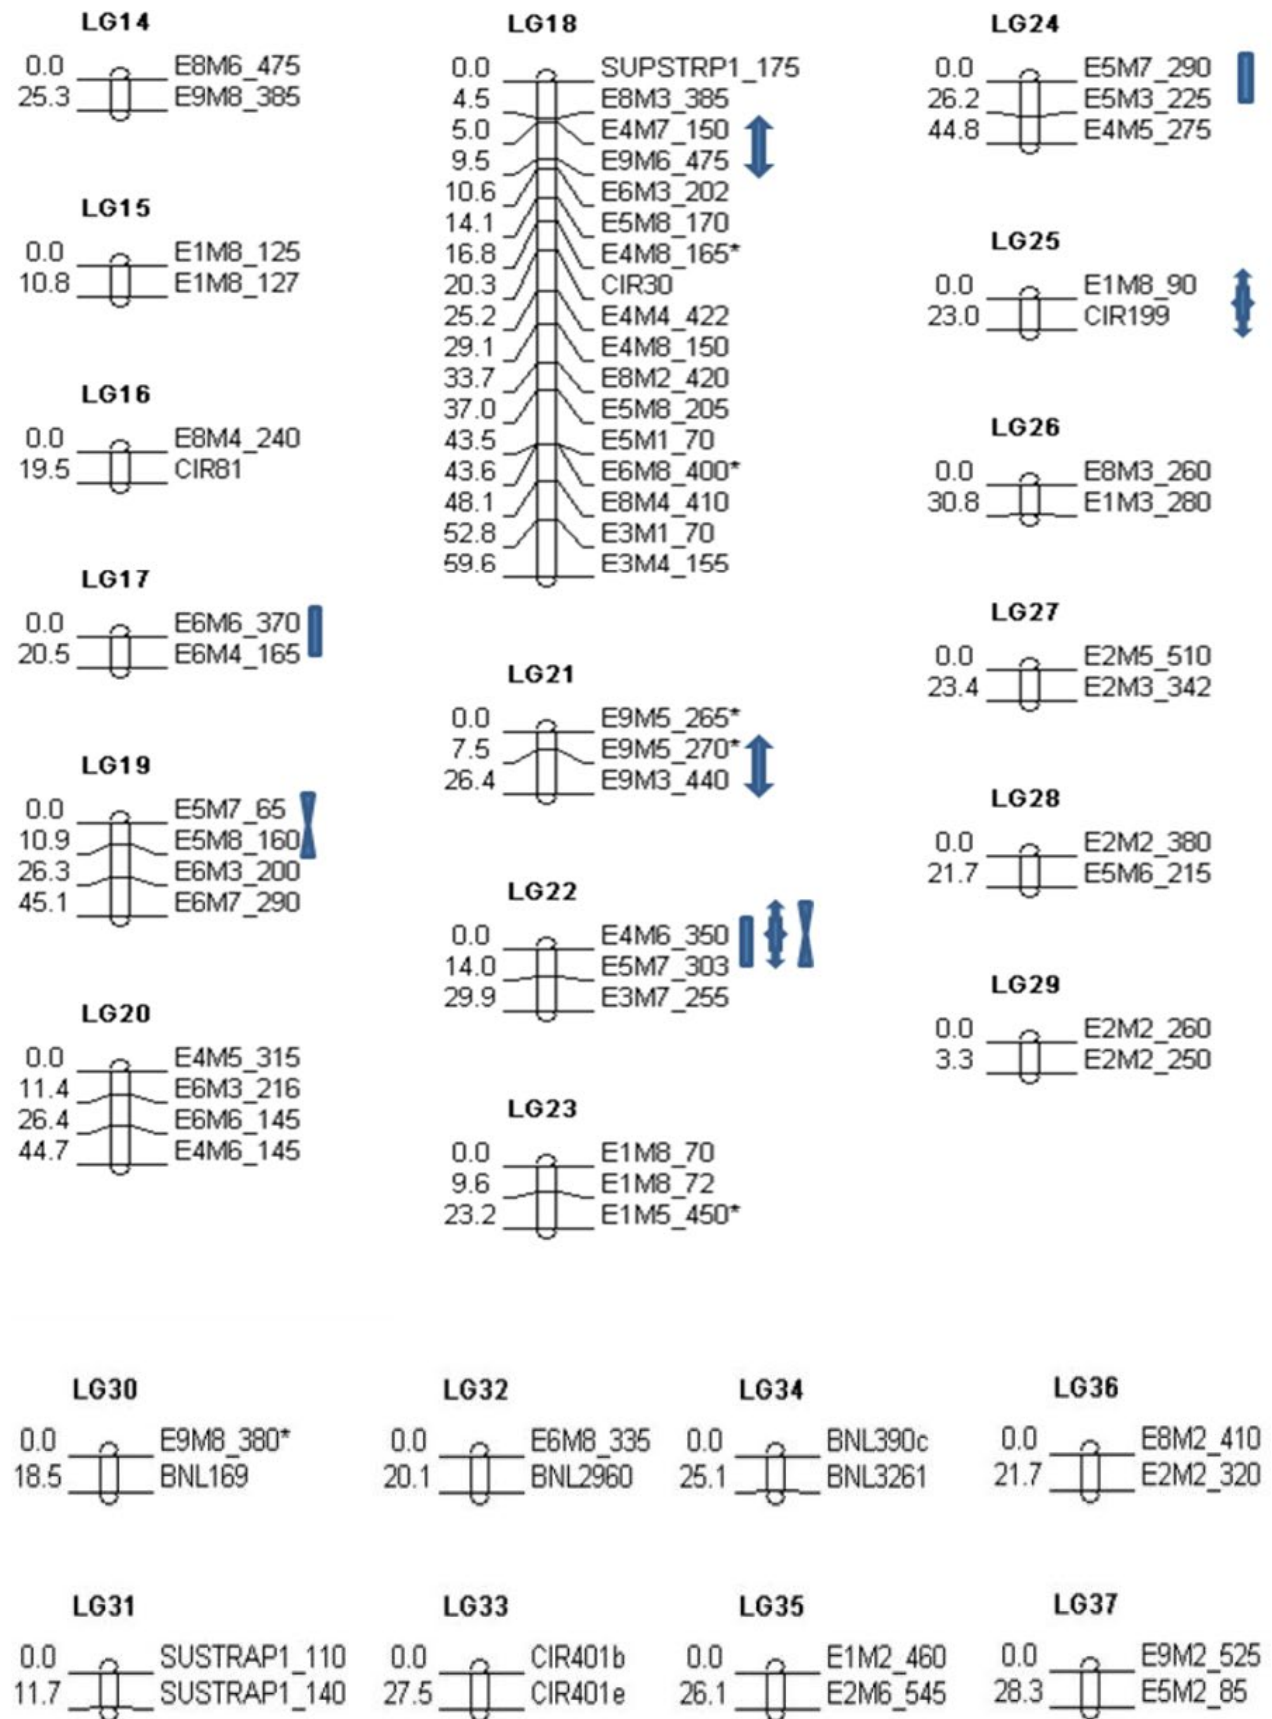 LG14
0.0 E8M6_475
25.3 E9M8_385
LG15
0.0 E1M8_125
10.8 E1M8_127
LG16
0.0 E8M4_240
19.5 CIR81
LG17
0.0 E6M6_370
20.5 E6M4_165
LG19
0.0 E5M7_65
10.9 E5M8_160
26.3 E6M3_200
45.1 E6M7_290
LG20
0.0 E4M5_315
11.4 E6M3_216
26.4 E6M6_145
44.7 E4M6_145
LG18
0.0 SUPSTRP1_175
4.5 E8M3_385
5.0 E4M7_150
9.5 E9M6_475
10.6 E6M3_202
14.1 E5M8_170
16.8 E4M8_165*
20.3 CIR30
25.2 E4M4_422
29.1 E4M8_150
33.7 E8M2_420
37.0 E5M8_205
43.5 E5M1_70
43.6 E6M8_400*
48.1 E8M4_410
52.8 E3M1_70
59.6 E3M4_155
LG21
0.0 E9M5_265*
7.5 E9M5_270*
26.4 E9M3_440
LG22
0.0 E4M6_350
14.0 E5M7_303
29.9 E3M7_255
LG23
0.0 E1M8_70
9.6 E1M8_72
23.2 E1M5_450*
LG24
0.0 E5M7_290
26.2 E5M3_225
44.8 E4M5_275
LG25
0.0 E1M8_90
23.0 CIR199
LG26
0.0 E8M3_260
30.8 E1M3_280
LG27
0.0 E2M5_510
23.4 E2M3_342
LG28
0.0 E2M2_380
21.7 E5M6_215
LG29
0.0 E2M2_260
3.3 E2M2_250
LG30
0.0 E9M8_380*
18.5 BNL169
LG32
0.0 E6M8_335
20.1 BNL2960
LG34
0.0 BNL390c
25.1 BNL3261
LG36
0.0 E8M2_410
21.7 E2M2_320
LG31
0.0 SUSTRAP1_110
11.7 SUSTRAP1_140
LG33
0.0 CIR401b
27.5 CIR401e
LG35
0.0 E1M2_460
26.1 E2M6_545
LG37
0.0 E9M2_525
28.3 E5M2_85